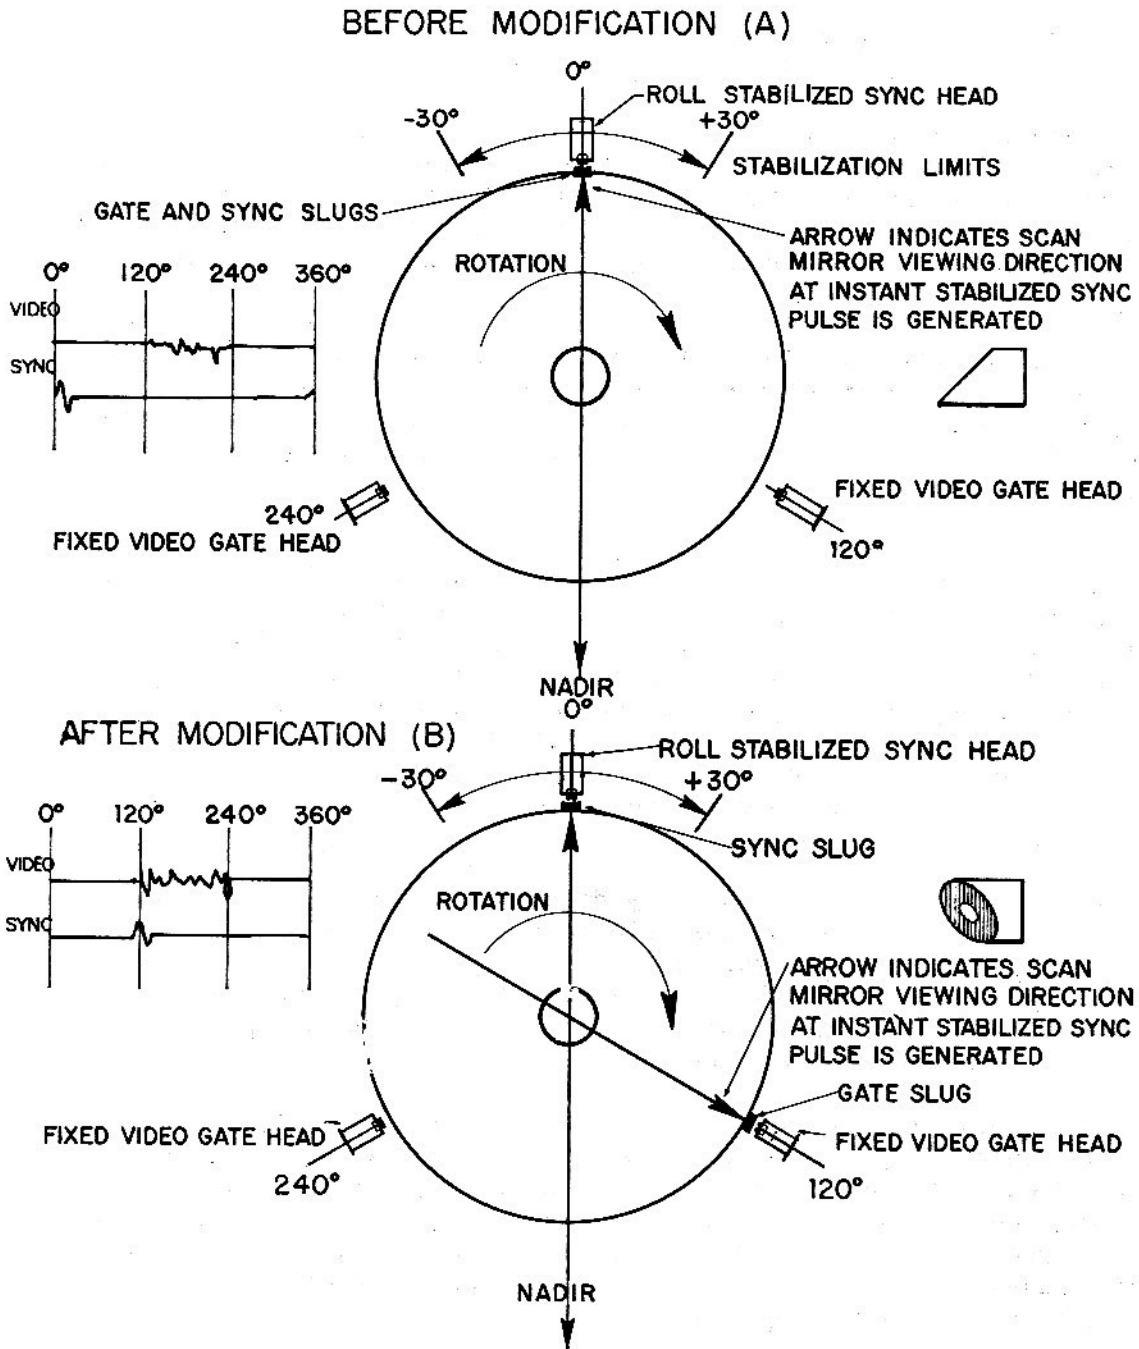 BEFORE MODIFICATION (A)
0°
ROLL STABILIZED SYNC HEAD
-30°
+30°
STABILIZATION LIMITS
GATE AND SYNC SLUGS
ARROW INDICATES SCAN
MIRROR VIEWING DIRECTION
AT INSTANT STABILIZED SYNC
PULSE IS GENERATED
ROTATION
0° 120° 240° 360°
VIDEO
SYNC
FIXED VIDEO GATE HEAD
120°
240°
FIXED VIDEO GATE HEAD
NADIR
AFTER MODIFICATION (B)
0°
ROLL STABILIZED SYNC HEAD
-30°
+30°
SYNC SLUG
0° 120° 240° 360°
VIDEO
SYNC
ROTATION
ARROW INDICATES SCAN
MIRROR VIEWING DIRECTION
AT INSTANT STABILIZED SYNC
PULSE IS GENERATED
GATE SLUG
FIXED VIDEO GATE HEAD
120°
FIXED VIDEO GATE HEAD
240°
NADIR